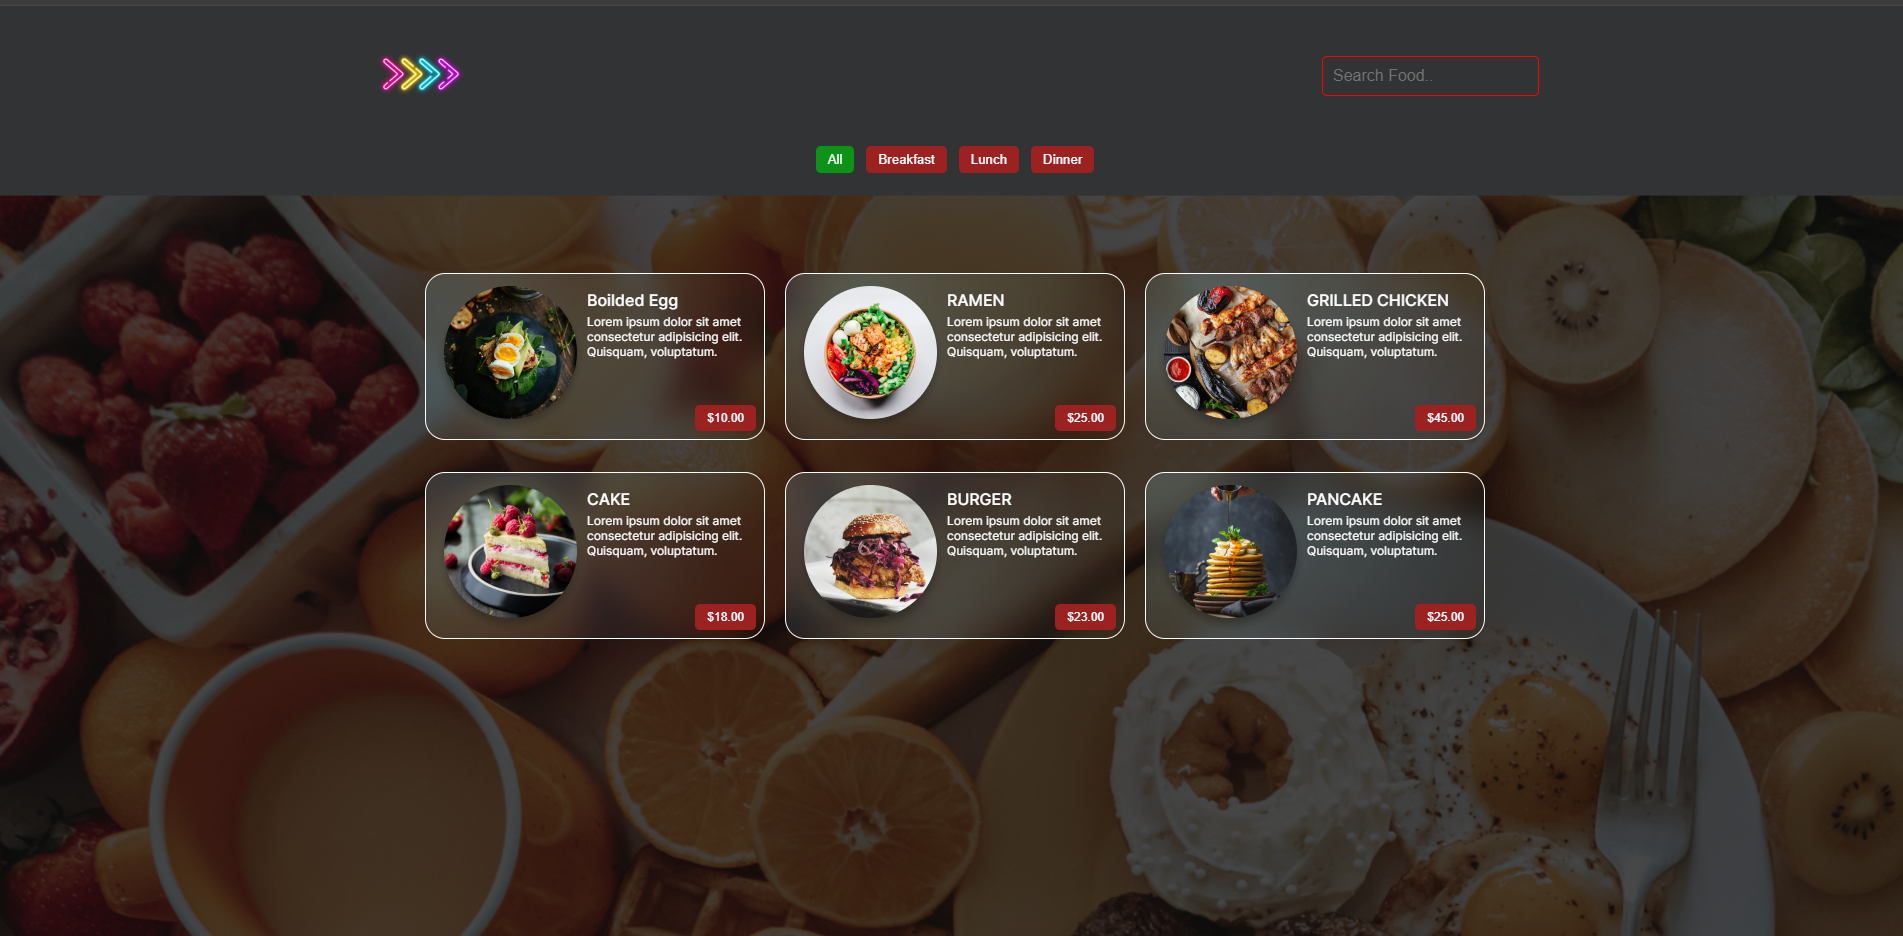 Search Food..
All Breakfast Lunch Dinner
Boilded Egg
Lorem ipsum dolor sit amet
consectetur adipisicing elit.
Quisquam, voluptatum.
$10.00
RAMEN
Lorem ipsum dolor sit amet
consectetur adipisicing elit.
Quisquam, voluptatum.
$25.00
GRILLED CHICKEN
Lorem ipsum dolor sit amet
consectetur adipisicing elit.
Quisquam, voluptatum.
$45.00
CAKE
Lorem ipsum dolor sit amet
consectetur adipisicing elit.
Quisquam, voluptatum.
$18.00
BURGER
Lorem ipsum dolor sit amet
consectetur adipisicing elit.
Quisquam, voluptatum.
$23.00
PANCAKE
Lorem ipsum dolor sit amet
consectetur adipisicing elit.
Quisquam, voluptatum.
$25.00